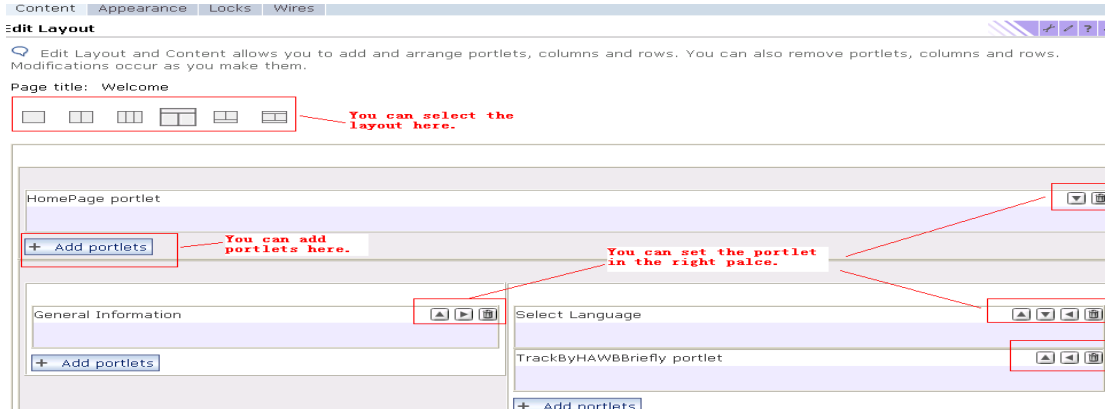 Content Appearance Locks Wires
Edit Layout
?
Edit Layout and Content allows you to add and arrange portlets, columns and rows. You can also remove portlets, columns and rows.
Modifications occur as you make them.
Page title: Welcome
You can select the
layout here.
HomePage portlet
+ Add portlets
You can add
portlets here.
You can set the portlet
in the right palce.
General Information
+ Add portlets
Select Language
TrackByHAWBBriefly portlet
+ Add portlets